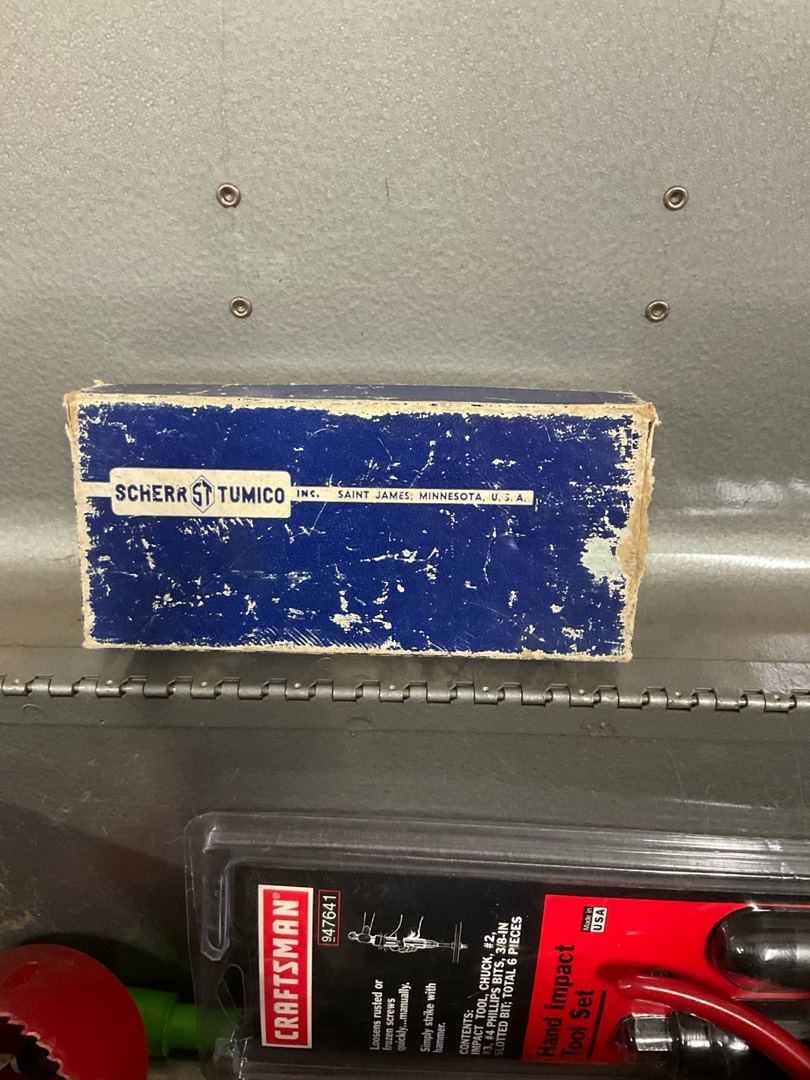 SCHERR ST TUMICO INC. SAINT JAMES, MINNESOTA, U.S.A.
CRAFTSMAN®
947641
Loosens rusted or
frozen screws
quickly...manually.
Simply strike with
hammer.
CONTENTS:
IMPACT TOOL, CHUCK, #2,
#3, #4 PHILLIPS BITS, 3/8-IN
SLOTTED BIT; TOTAL 6 PIECES
Hand Impact
Tool Set
Made in
USA